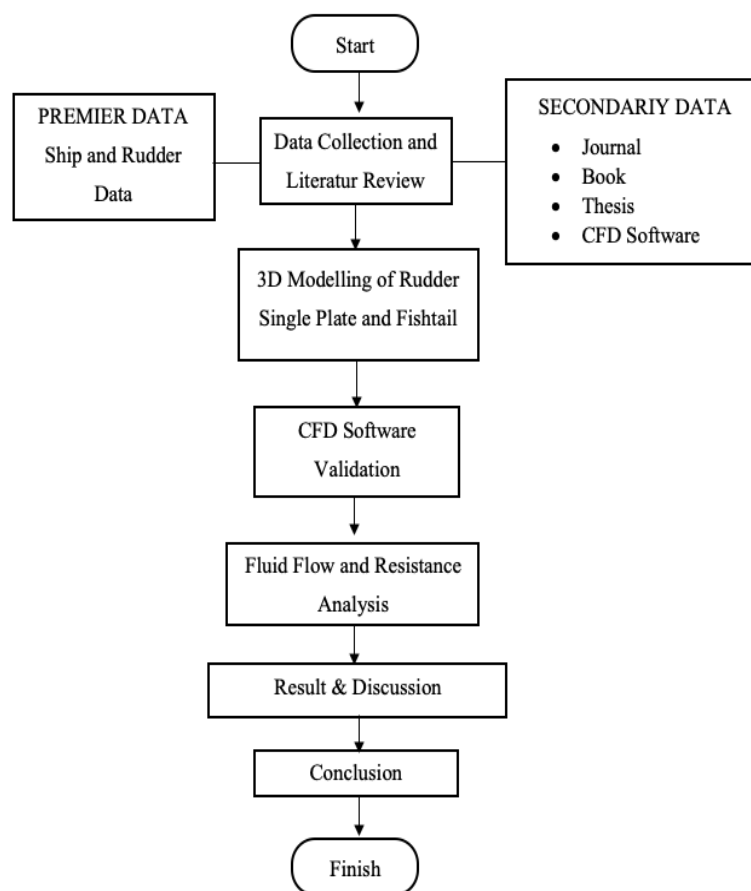 Start
PREMIER DATA
Ship and Rudder
Data
Data Collection and
Literatur Review
SECONDARIY DATA
• Journal
• Book
• Thesis
• CFD Software
3D Modelling of Rudder
Single Plate and Fishtail
CFD Software
Validation
Fluid Flow and Resistance
Analysis
Result & Discussion
Conclusion
Finish